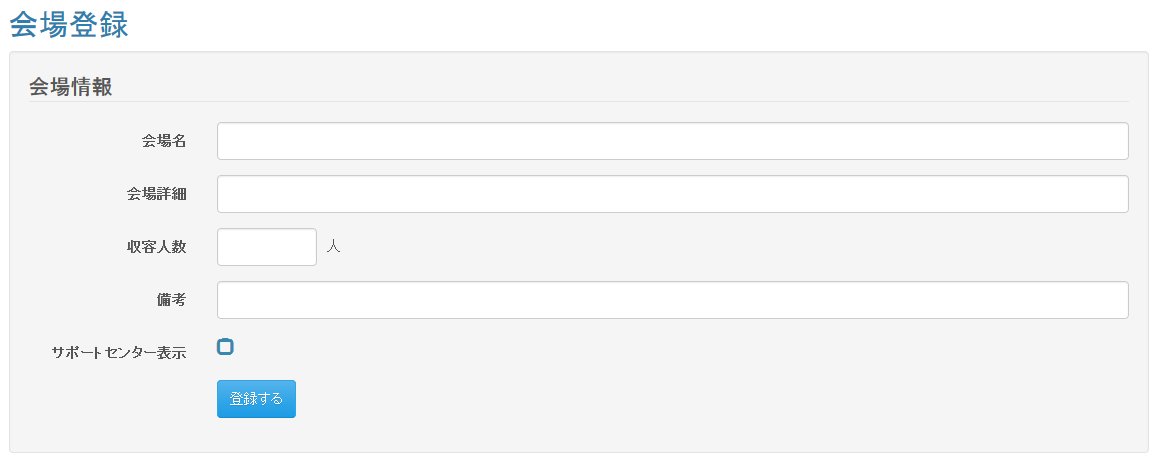 会場登録
会場情報
会場名
会場詳細
収容人数 人
備考
サポートセンター表示
登録する